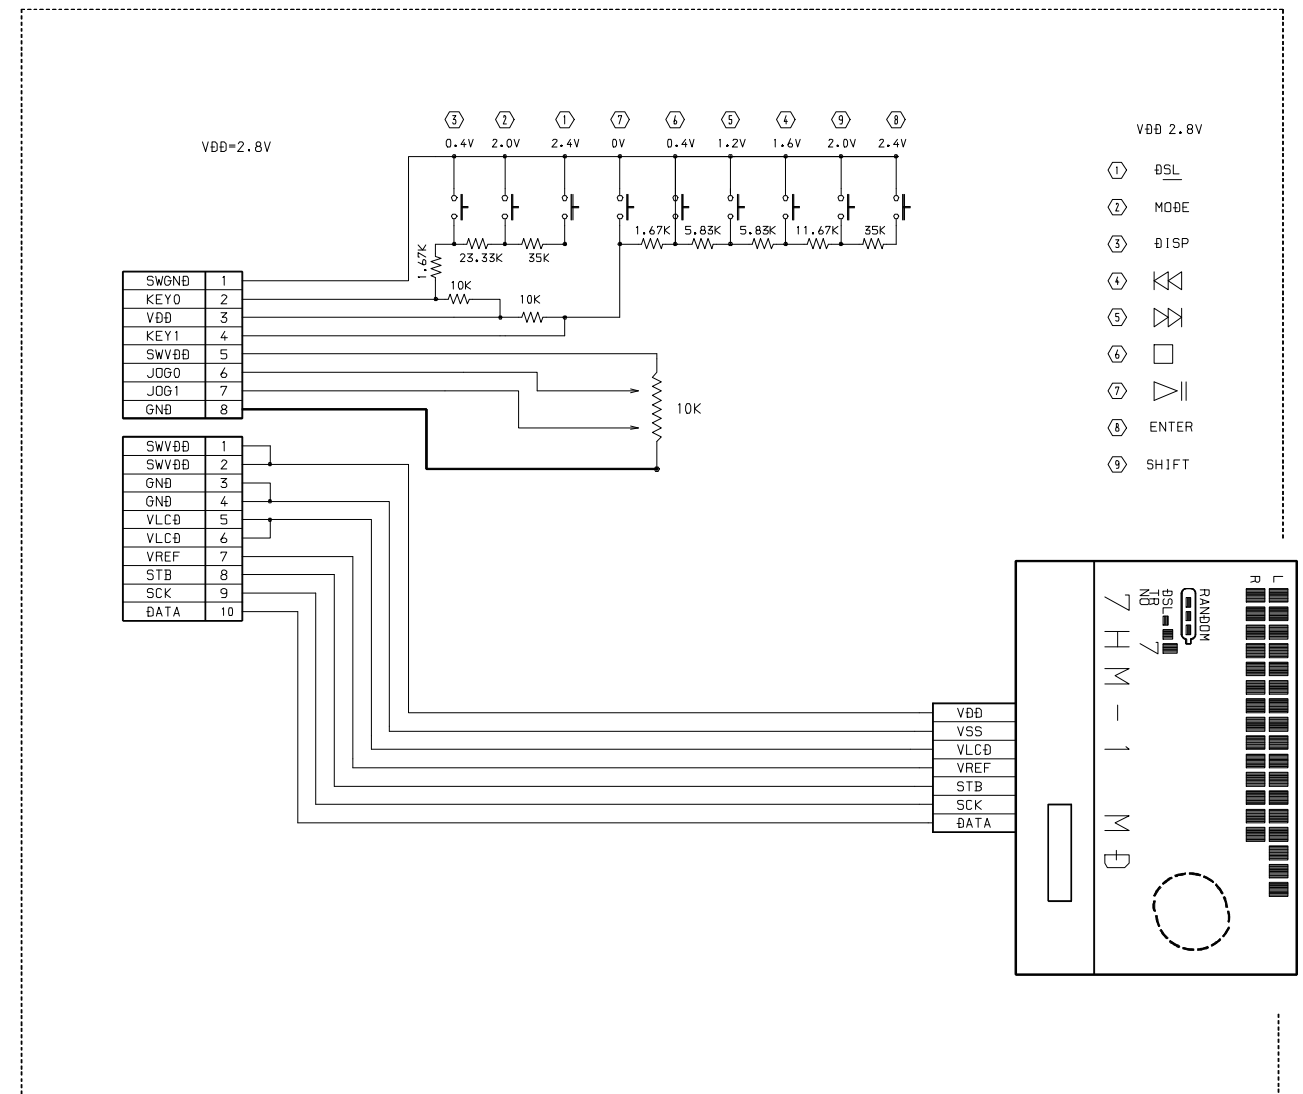 3 2 1 7 6 5 4 9 8
0.4V 2.0V 2.4V 0V 0.4V 1.2V 1.6V 2.0V 2.4V
VDD=2.8V
1.67K 5.83K 5.83K 11.67K 35K
1.67K
23.33K 35K
10K
10K
SWGND 1
KEY0 2
VDD 3
KEY1 4
SWVDD 5
JOG0 6
JOG1 7
GND 8
10K
SWVDD 1
SWVDD 2
GND 3
GND 4
VLCD 5
VLCD 6
VREF 7
STB 8
SCK 9
DATA 10
VDD 2.8V
1 DSL
2 MODE
3 DISP
4
5
6
7
8 ENTER
9 SHIFT
VDD
VSS
VLCD
VREF
STB
SCK
DATA
L
R
RANDOM
DSL
TR 7
NO
7HM-1 MD